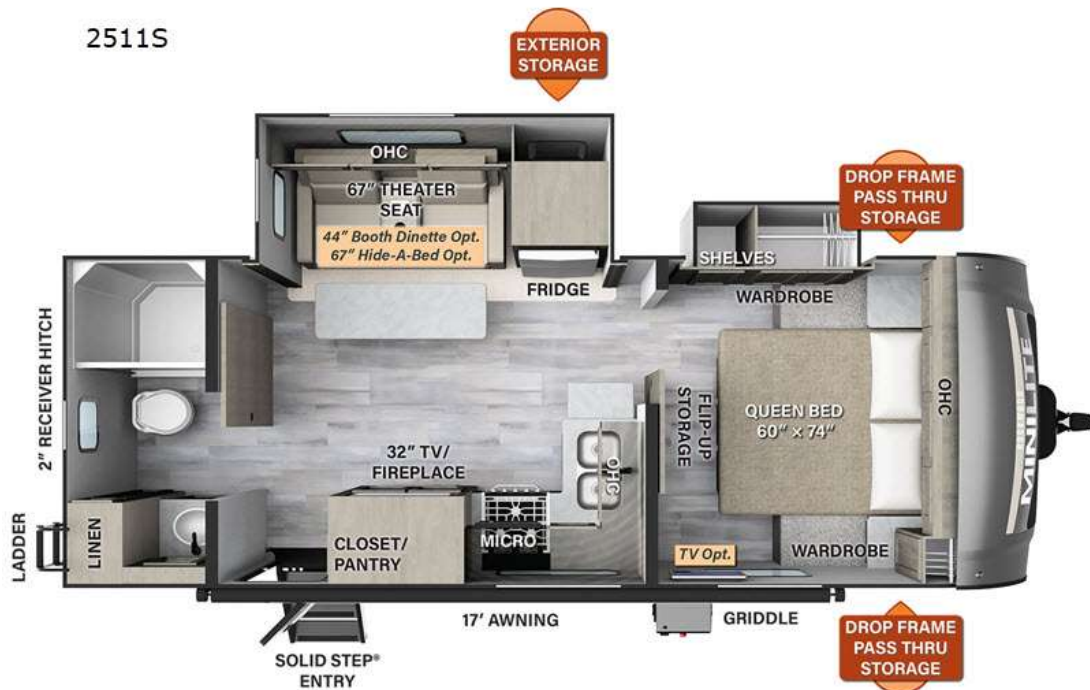 2511S
EXTERIOR
STORAGE
DROP FRAME
PASS THRU
STORAGE
OHC
67" THEATER
SEAT
44" Booth Dinette Opt.
67" Hide-A-Bed Opt.
FRIDGE
SHELVES
WARDROBE
2" RECEIVER HITCH
FLIP-UP
STORAGE
QUEEN BED
60" × 74"
OHC
MINILITE
32" TV/
FIREPLACE
OHC
LADDER
LINEN
CLOSET/
PANTRY
MICRO
TV Opt.
WARDROBE
17' AWNING
GRIDDLE
SOLID STEP®
ENTRY
DROP FRAME
PASS THRU
STORAGE